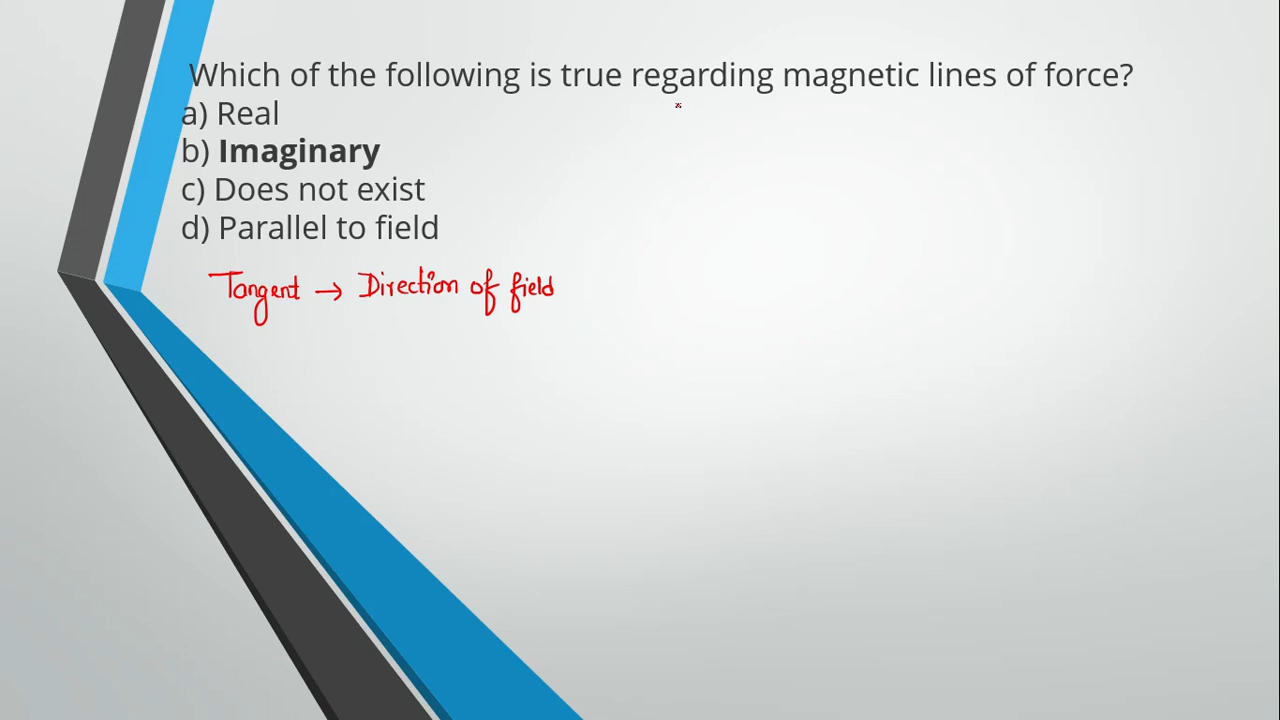 Which of the following is true regarding magnetic lines of force?
a) Real
b) Imaginary
c) Does not exist
d) Parallel to field
Tangent → Direction of field